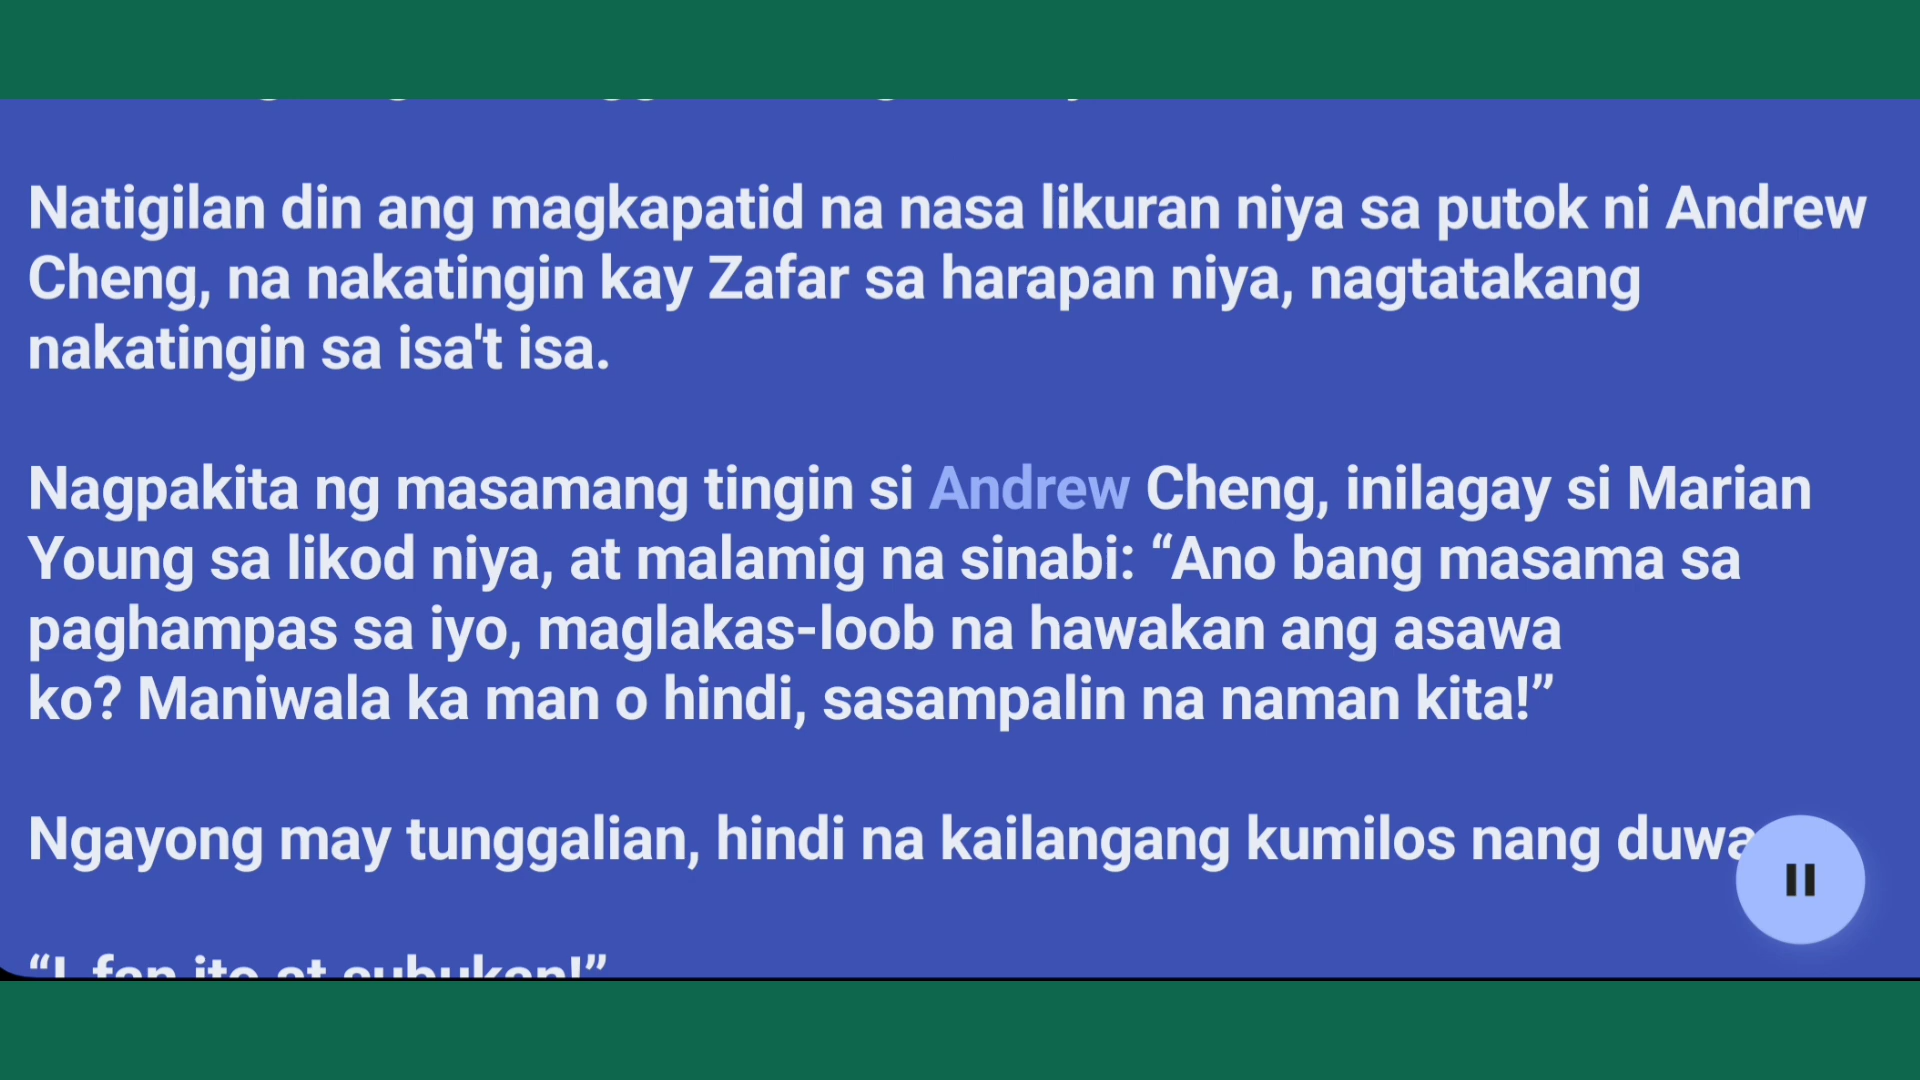 Natigilan din ang magkapatid na nasa likuran niya sa putok ni Andrew
Cheng, na nakatingin kay Zafar sa harapan niya, nagtatakang
nakatingin sa isa't isa.
Nagpakita ng masamang tingin si Andrew Cheng, inilagay si Marian
Young sa likod niya, at malamig na sinabi: “Ano bang masama sa
paghampas sa iyo, maglakas-loob na hawakan ang asawa
ko? Maniwala ka man o hindi, sasampalin na naman kita!”
Ngayong may tunggalian, hindi na kailangang kumilos nang
ito at subukan!”